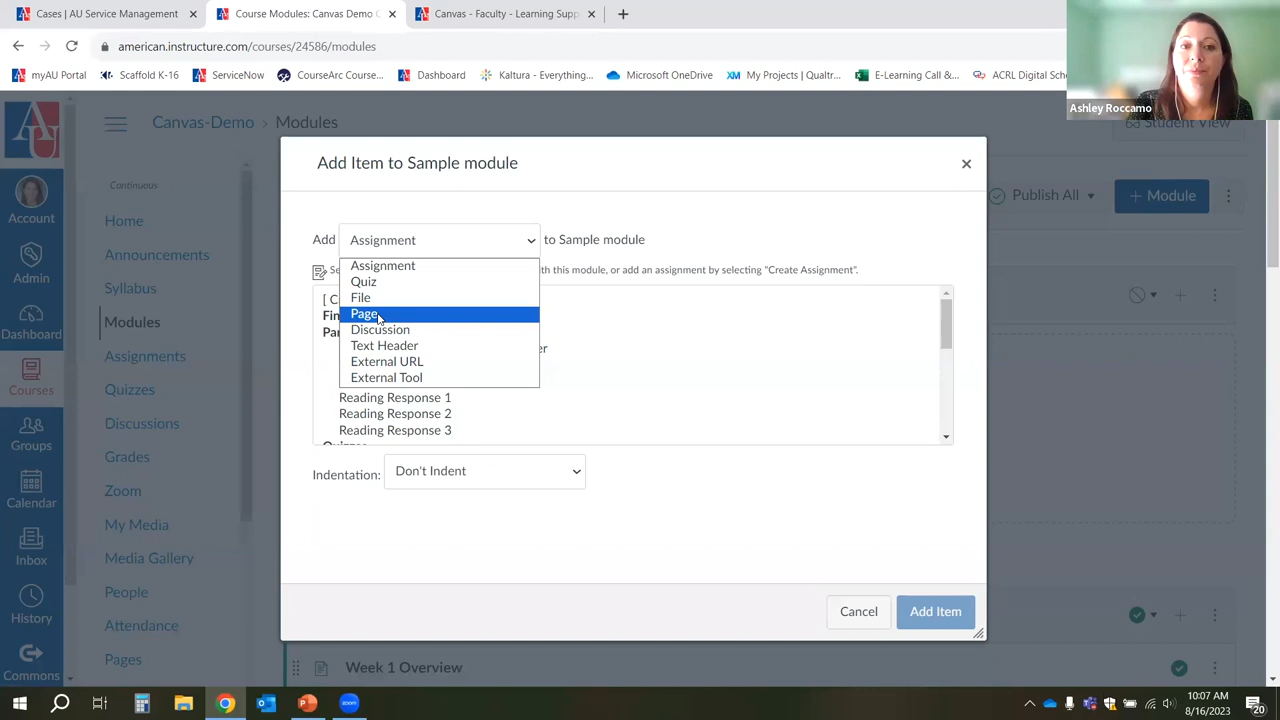 Cases | AU Service Management
Course Modules: Canvas Demo C
Canvas - Faculty - Learning Supp
american.instructure.com/courses/24586/modules
myAU Portal
Scaffold K-16
ServiceNow
CourseArc Course...
Dashboard
Kaltura - Everything...
Microsoft OneDrive
My Projects | Qualtr...
E-Learning Call &...
ACRL Digital Sch
Ashley Roccamo
AU
Account
Admin
Dashboard
Courses
Groups
Calendar
Inbox
History
Commons
Canvas-Demo > Modules
Student View
Continuous
Home
Announcements
Syllabus
Modules
Assignments
Quizzes
Discussions
Grades
Zoom
My Media
Media Gallery
People
Attendance
Pages
Publish All
+ Module
Add Item to Sample module
Add Assignment to Sample module
Assignment
Quiz
File
Page
Discussion
Text Header
External URL
External Tool
with this module, or add an assignment by selecting "Create Assignment".
[ C
Fin
Par
er
Reading Response 1
Reading Response 2
Reading Response 3
Quizzes
Indentation: Don't Indent
Cancel
Add Item
Week 1 Overview
10:07 AM
8/16/2023
20